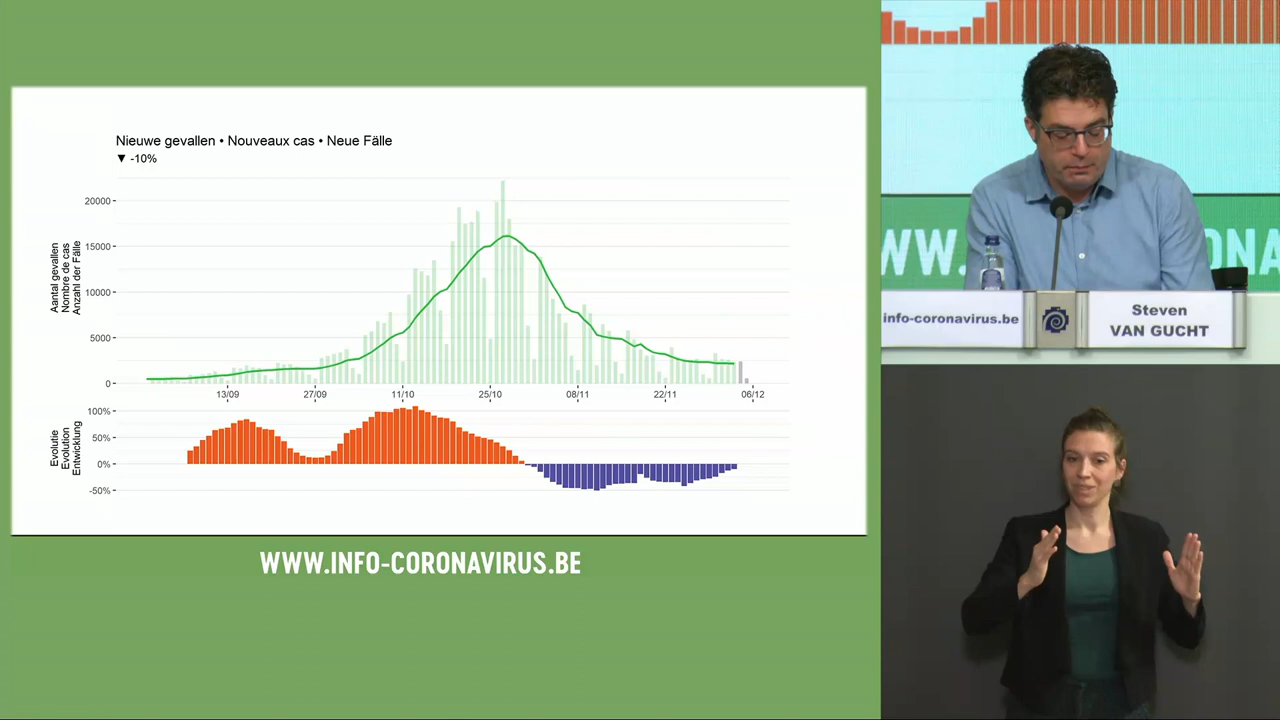 Nieuwe gevallen • Nouveaux cas • Neue Fälle
▼ -10%
Aantal gevallen
Nombre de cas
Anzahl der Fälle
20000
15000
10000
5000
0
13/09
27/09
11/10
25/10
08/11
22/11
06/12
Evolutie
Evolution
Entwicklung
100%
50%
0%
-50%
WWW.INFO-CORONAVIRUS.BE
WW.
ONA
info-coronavirus.be
Steven
VAN GUCHT